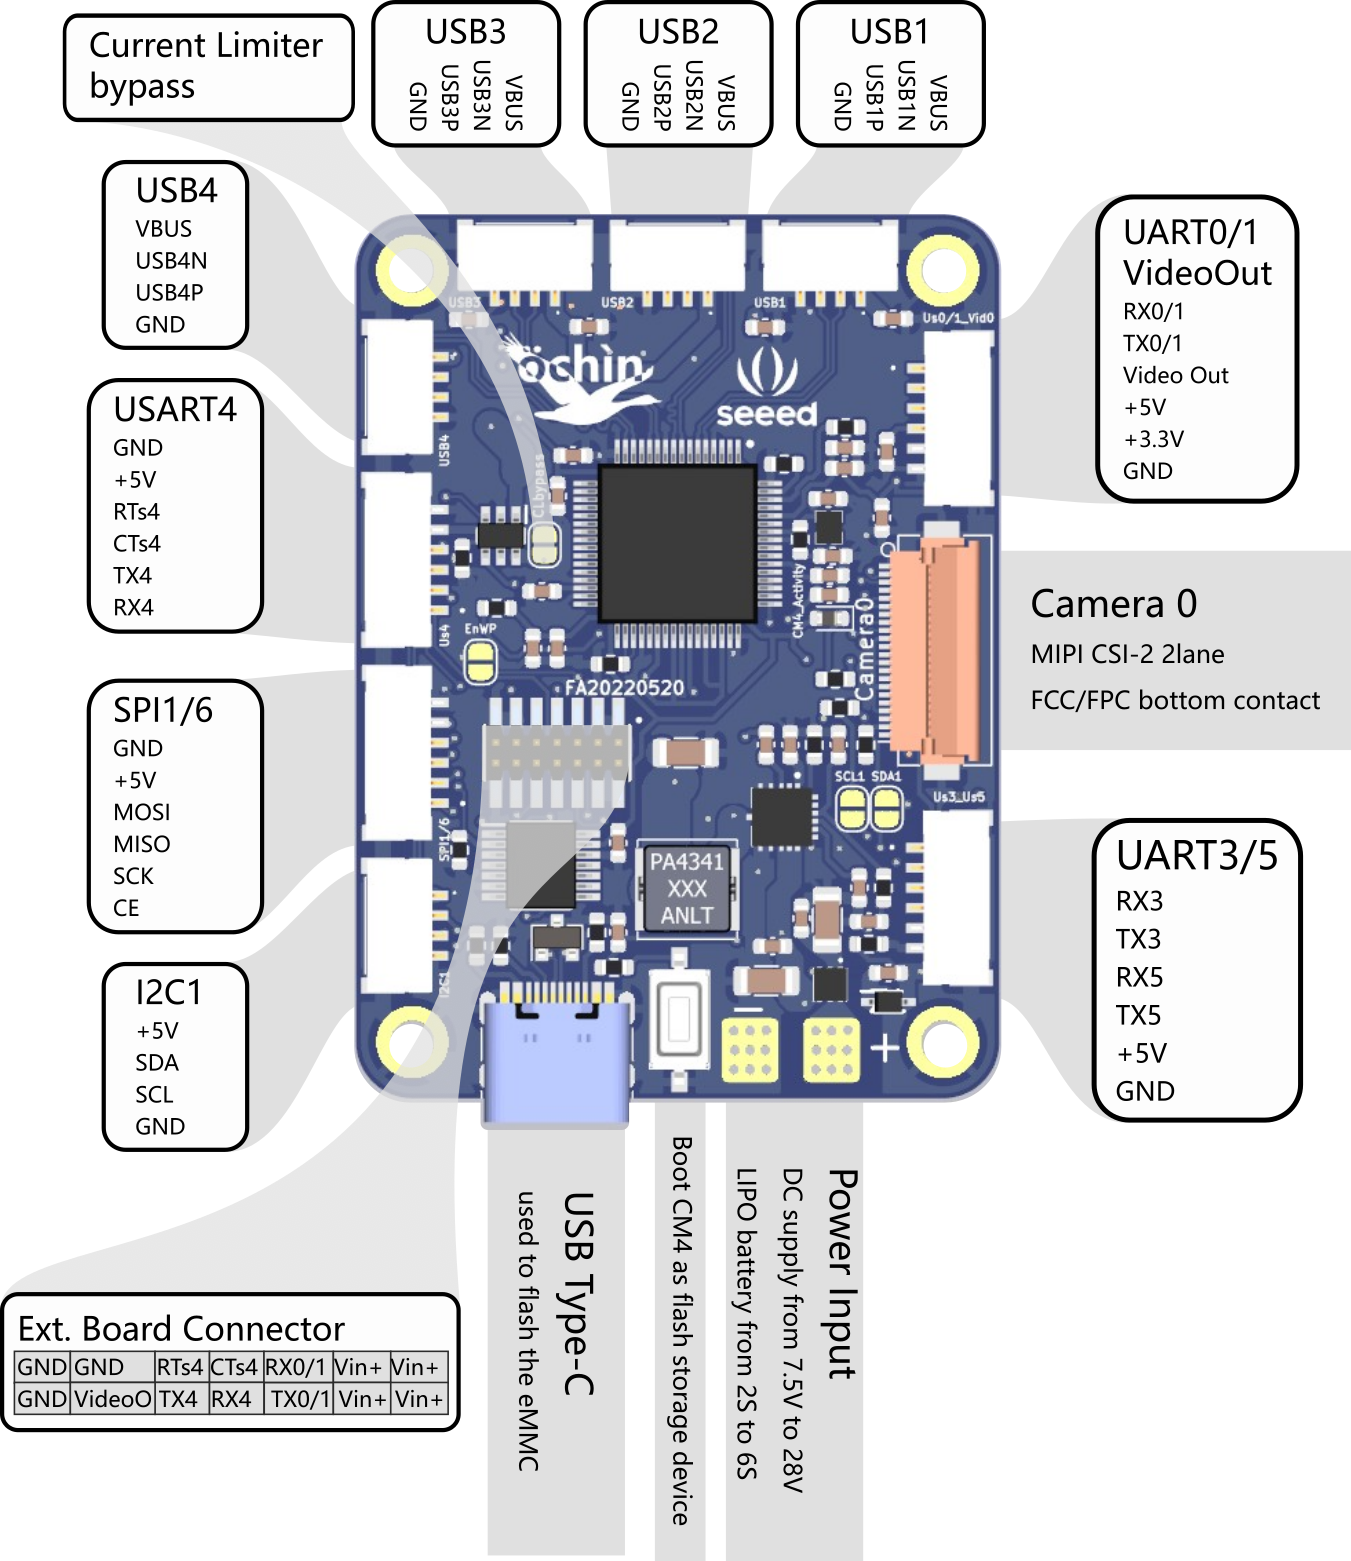 Current Limiter
bypass
USB3
GND
USB3P
USB3N
VBUS
USB2
GND
USB2P
USB2N
VBUS
USB1
GND
USB1P
USB1N
VBUS
USB4
VBUS
USB4N
USB4P
GND
USART4
GND
+5V
RTs4
CTs4
TX4
RX4
SPI1/6
GND
+5V
MOSI
MISO
SCK
CE
I2C1
+5V
SDA
SCL
GND
UART0/1
VideoOut
RX0/1
TX0/1
Video Out
+5V
+3.3V
GND
Camera 0
MIPI CSI-2 2lane
FCC/FPC bottom contact
UART3/5
RX3
TX3
RX5
TX5
+5V
GND
USB3
USB2
USB1
Us0/1_Vid0
öchìn
seeed
USB4
CLbypass
CM4_Activity
Camera0
Us4
EnWP
FA20220520
SCL1 SDA1
Us3_Us5
SPI1/6
PA4341
XXX
ANLT
I2C1
− +
USB Type-C
used to flash the eMMC
Boot CM4 as flash storage device
Power Input
DC supply from 7.5V to 28V
LIPO battery from 2S to 6S
Ext. Board Connector
GND GND RTs4 CTs4 RX0/1 Vin+ Vin+
GND VideoO TX4 RX4 TX0/1 Vin+ Vin+